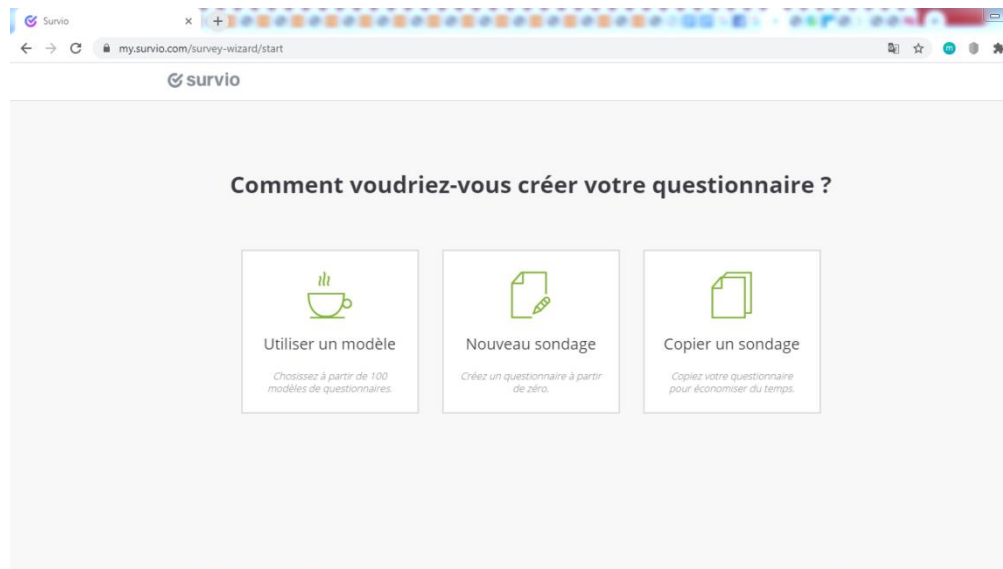 Survio
my.survio.com/survey-wizard/start
survio
Comment voudriez-vous créer votre questionnaire ?
Utiliser un modèle
Chosissez à partir de 100
modèles de questionnaires.
Nouveau sondage
Créez un questionnaire à partir
de zéro.
Copier un sondage
Copiez votre questionnaire
pour économiser du temps.